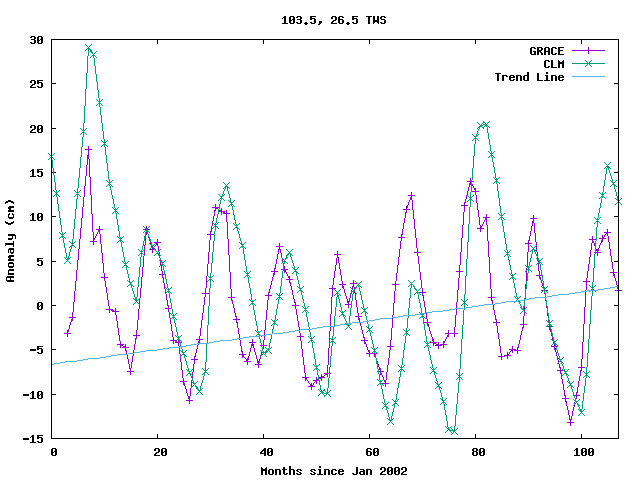 103.5, 26.5 TWS
GRACE
CLM
Trend Line
30
25
20
15
10
5
0
-5
-10
-15
Anomaly (cm)
0 20 40 60 80 100
Months since Jan 2002